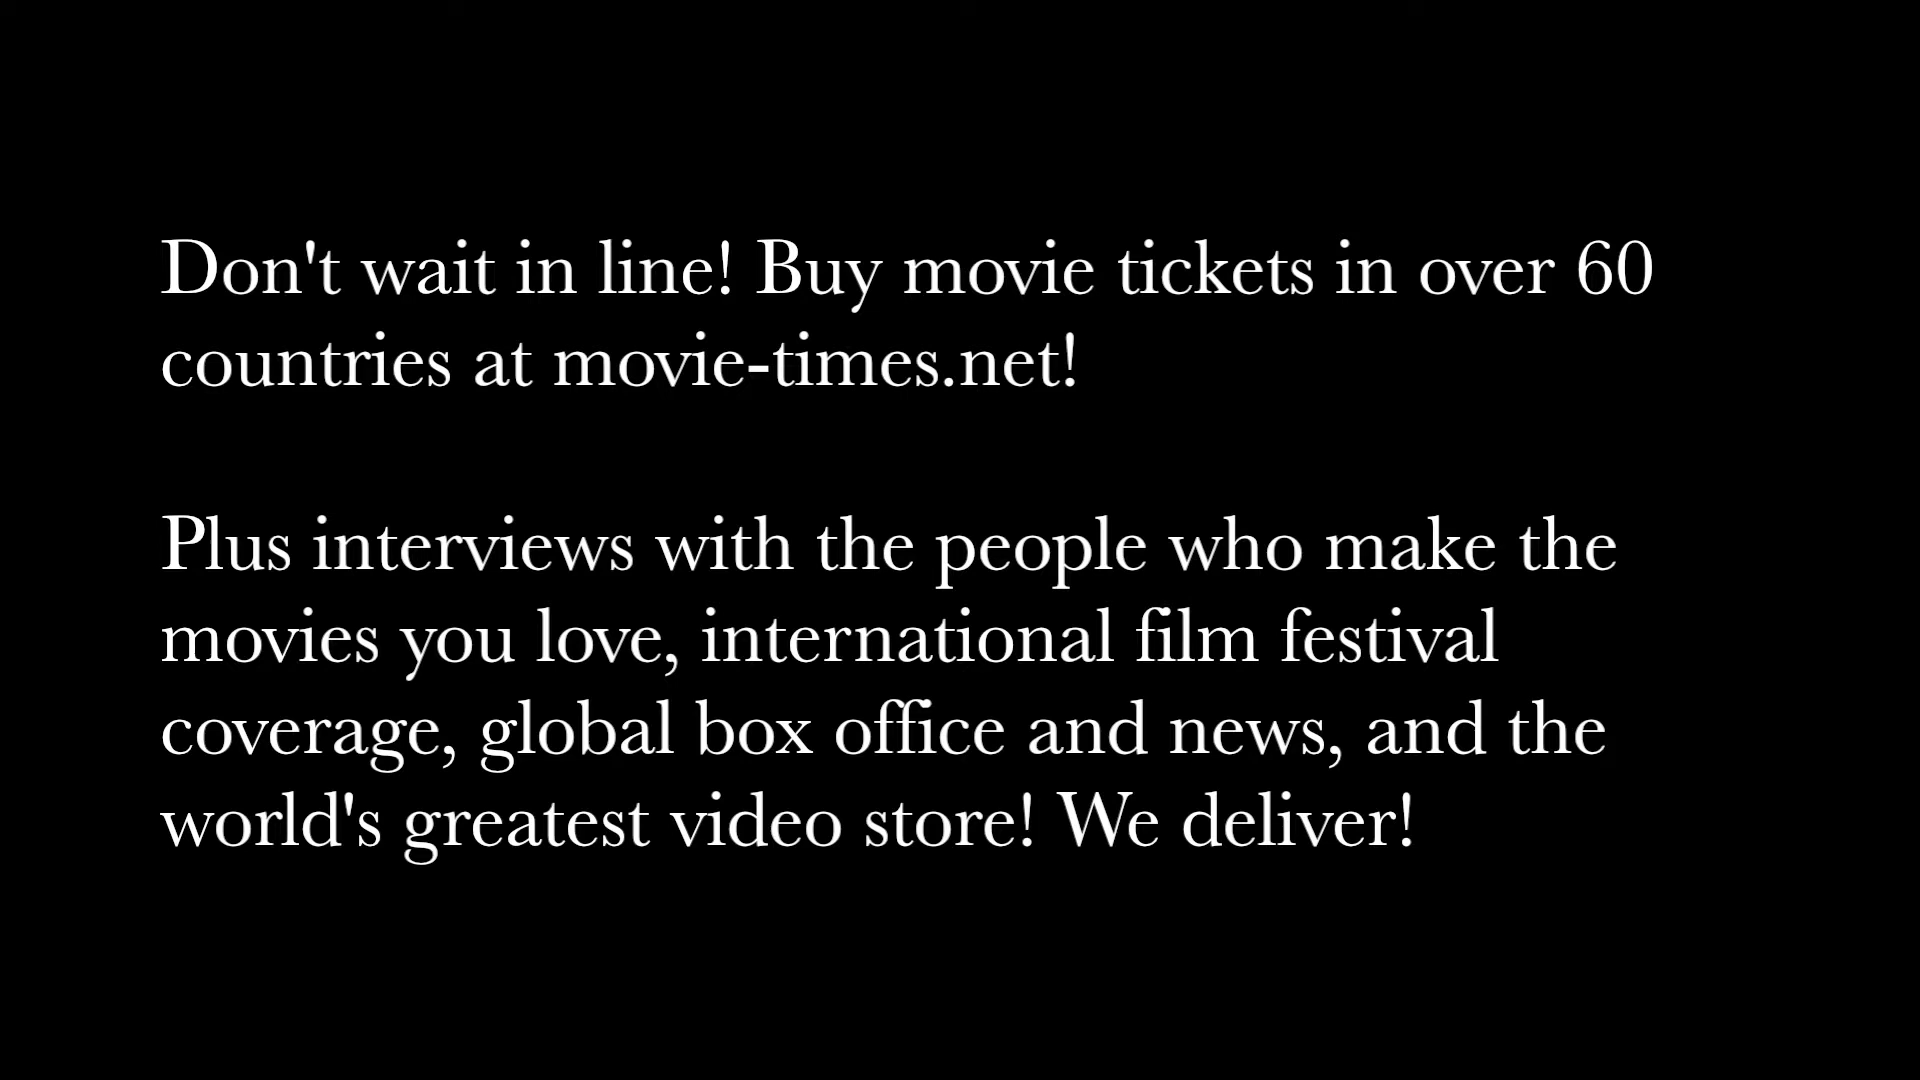 Don't wait in line! Buy movie tickets in over 60
countries at movie-times.net!
Plus interviews with the people who make the
movies you love, international film festival
coverage, global box office and news, and the
world's greatest video store! We deliver!